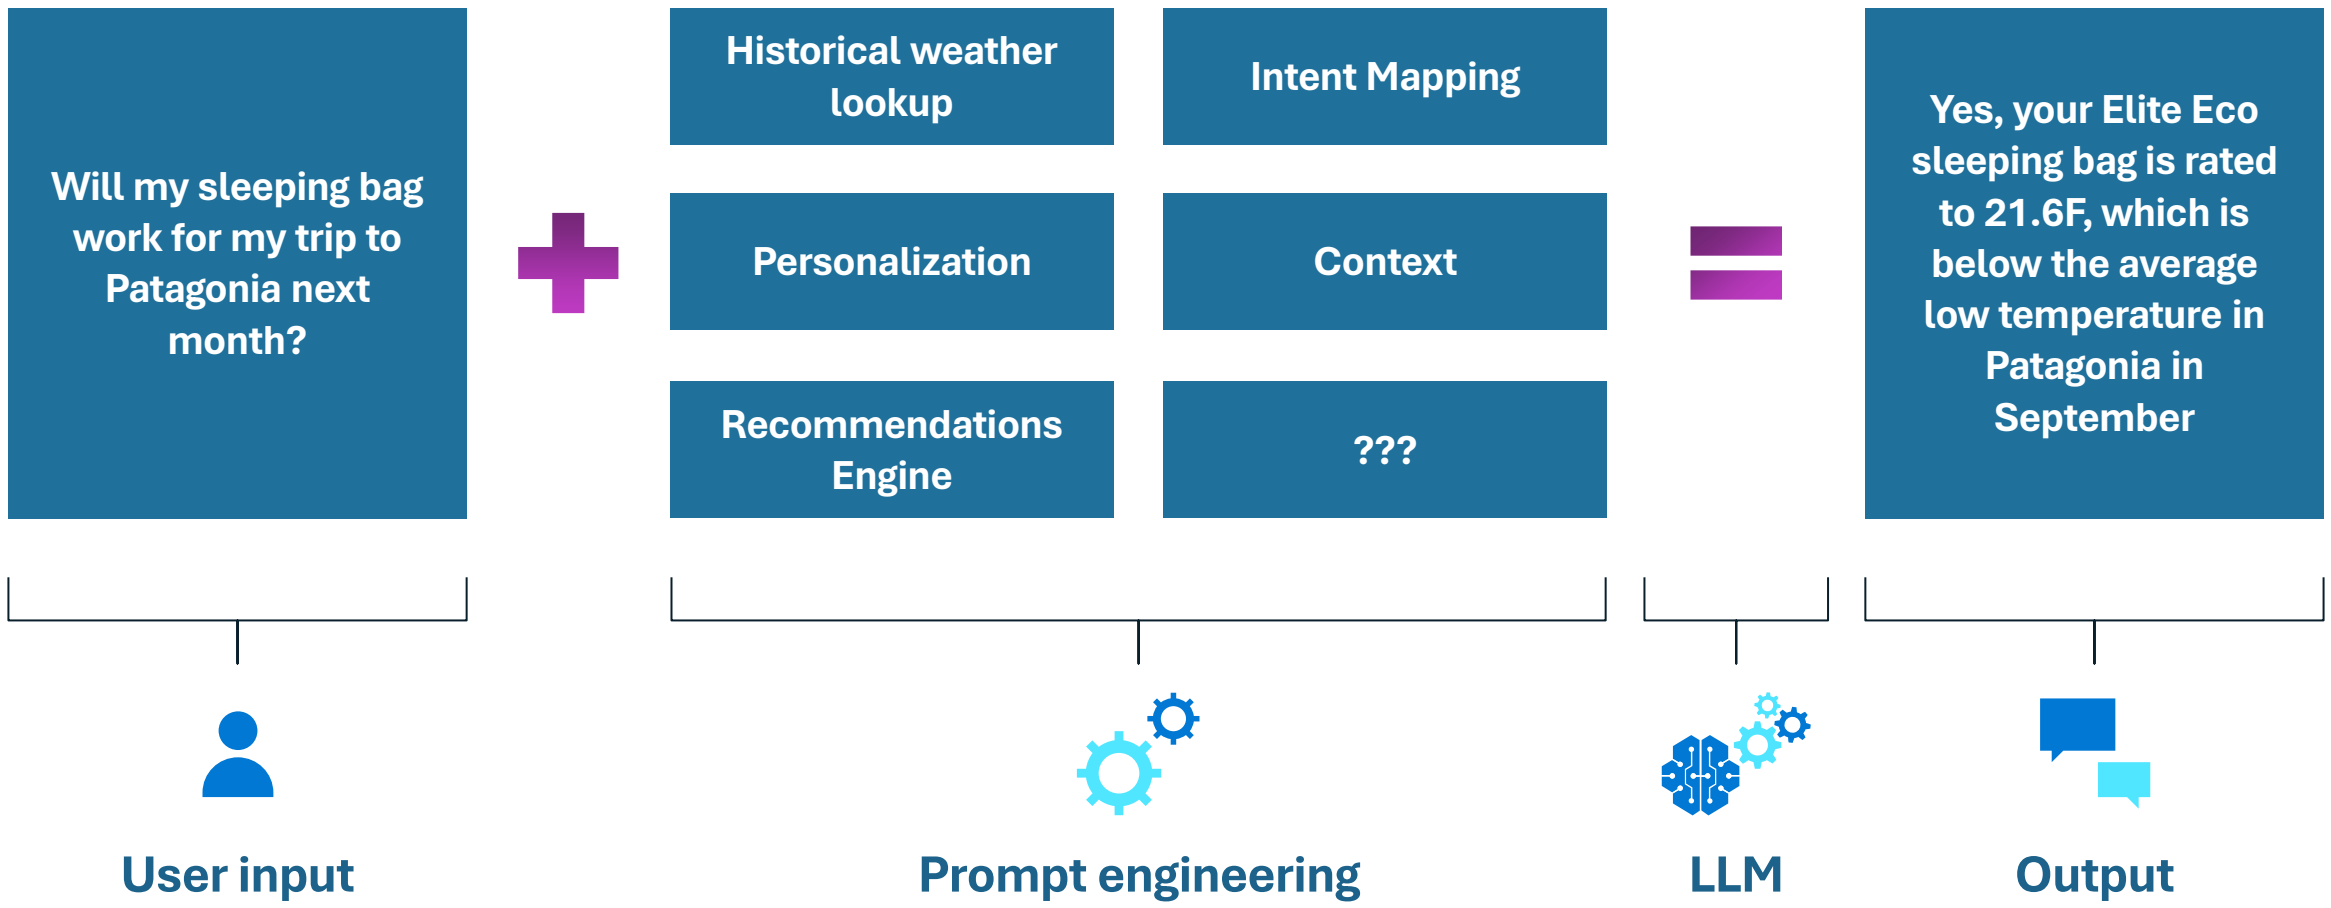 Will my sleeping bag
work for my trip to
Patagonia next
month?
Historical weather
lookup
Intent Mapping
Personalization
Context
Recommendations
Engine
???
Yes, your Elite Eco
sleeping bag is rated
to 21.6F, which is
below the average
low temperature in
Patagonia in
September
User input
Prompt engineering
LLM
Output